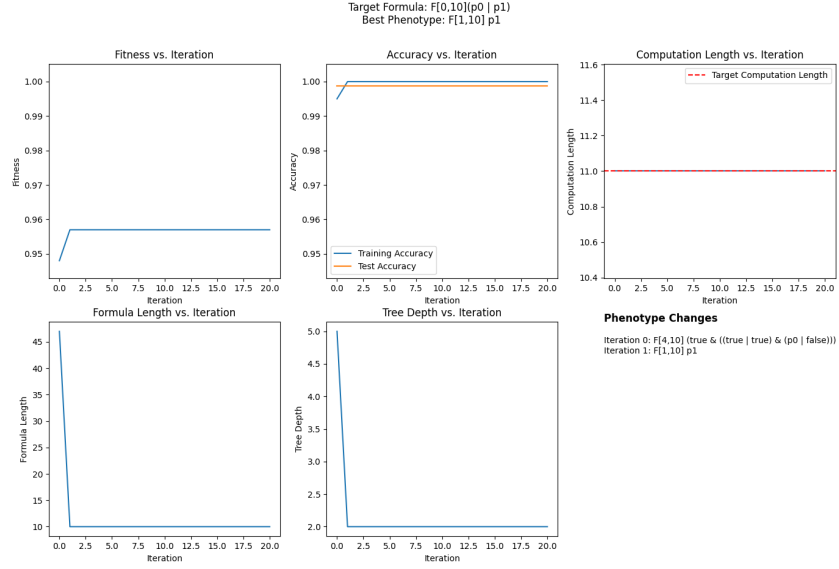 Target Formula: F[0,10](p0 | p1)
Best Phenotype: F[1,10] p1
Fitness vs. Iteration
1.00
0.99
0.98
0.97
0.96
0.95
Fitness
0.0 2.5 5.0 7.5 10.0 12.5 15.0 17.5 20.0
Iteration
Accuracy vs. Iteration
1.00
0.99
0.98
0.97
0.96
0.95
Accuracy
Training Accuracy
Test Accuracy
0.0 2.5 5.0 7.5 10.0 12.5 15.0 17.5 20.0
Iteration
Computation Length vs. Iteration
Target Computation Length
11.6
11.4
11.2
11.0
10.8
10.6
10.4
Computation Length
0.0 2.5 5.0 7.5 10.0 12.5 15.0 17.5 20.0
Iteration
Formula Length vs. Iteration
45
40
35
30
25
20
15
10
Formula Length
0.0 2.5 5.0 7.5 10.0 12.5 15.0 17.5 20.0
Iteration
Tree Depth vs. Iteration
5.0
4.5
4.0
3.5
3.0
2.5
2.0
Tree Depth
0.0 2.5 5.0 7.5 10.0 12.5 15.0 17.5 20.0
Iteration
Phenotype Changes
Iteration 0: F[4,10] (true & ((true | true) & (p0 | false)))
Iteration 1: F[1,10] p1